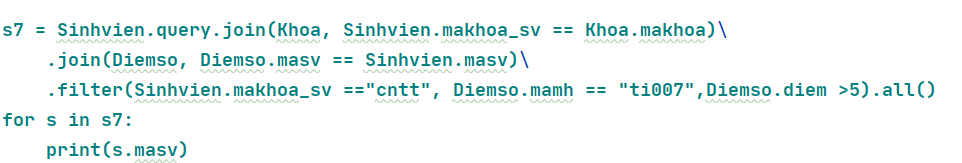 s7 = Sinhvien.query.join(Khoa, Sinhvien.makhoa_sv == Khoa.makhoa)\
    .join(Diemso, Diemso.masv == Sinhvien.masv)\
    .filter(Sinhvien.makhoa_sv =="cntt", Diemso.mamh == "ti007",Diemso.diem >5).all()
for s in s7:
    print(s.masv)